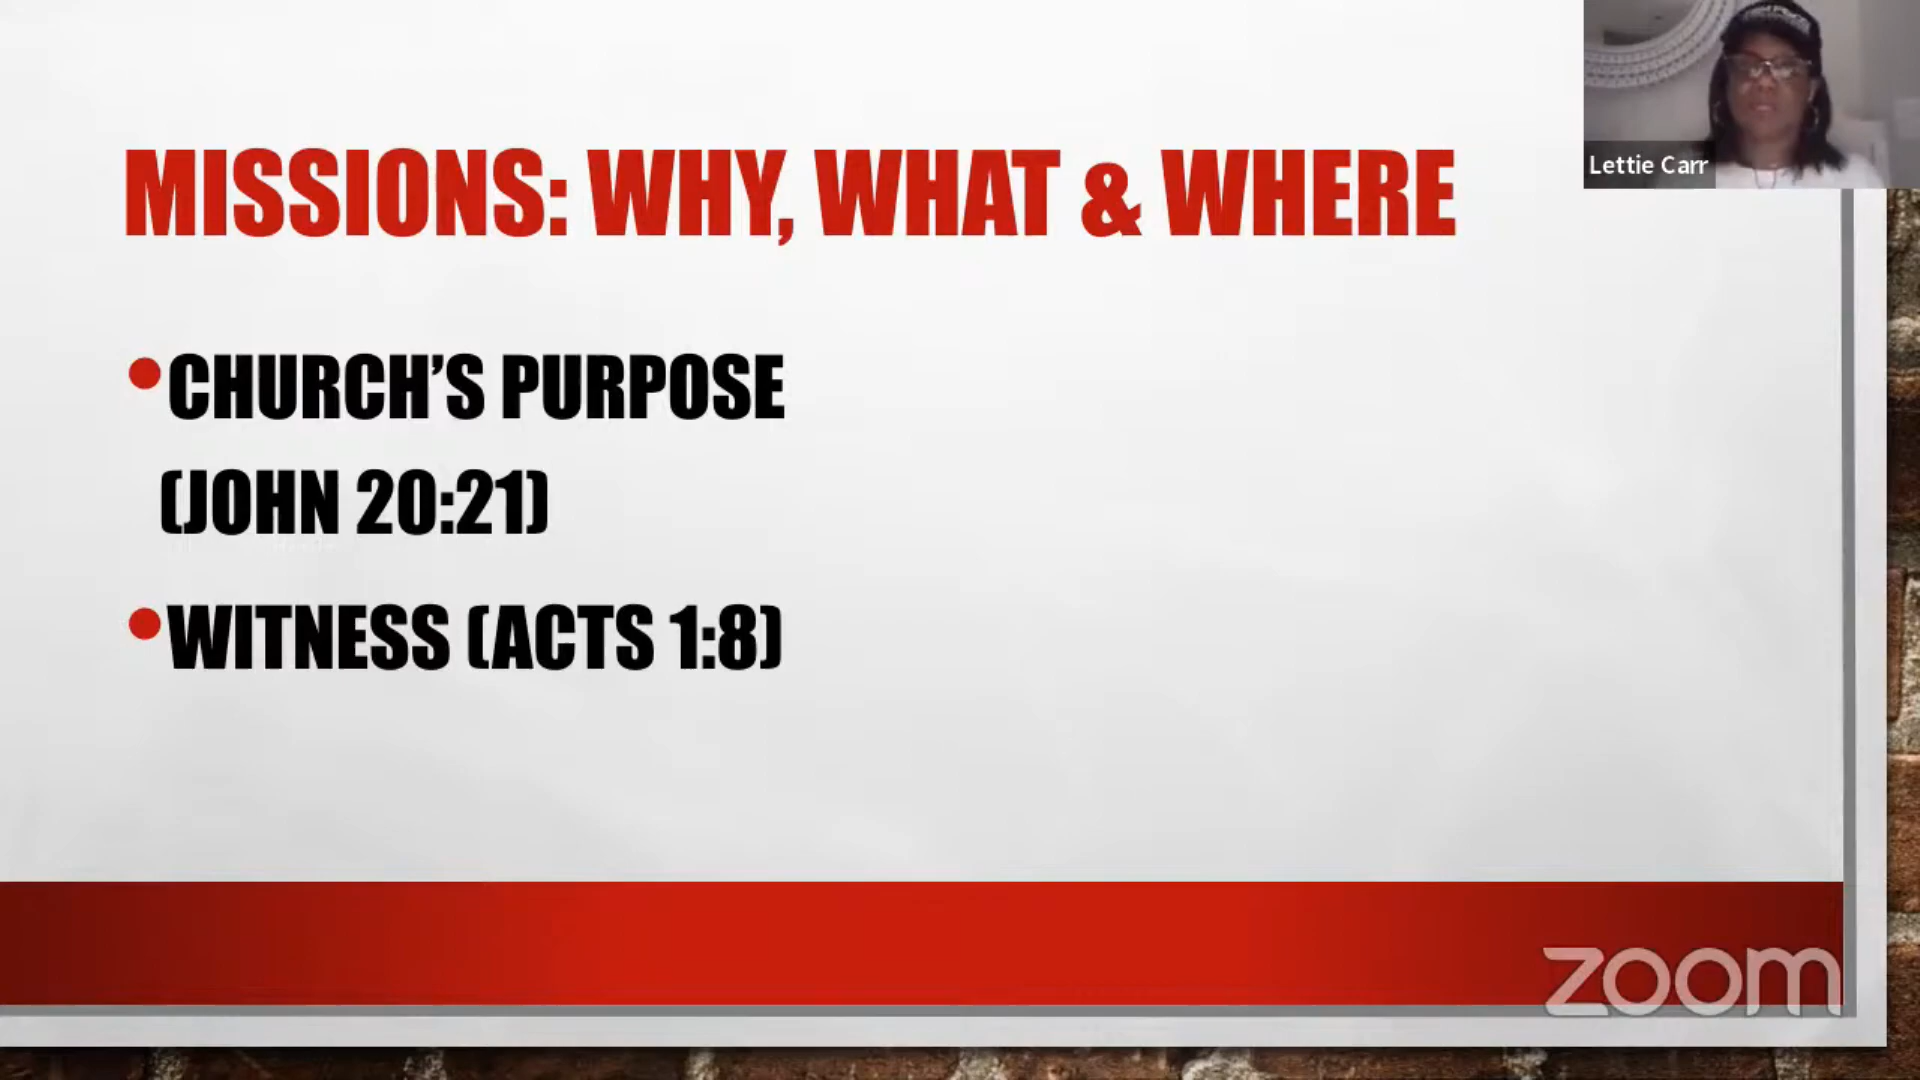 MISSIONS: WHY, WHAT & WHERE
Lettie Carr
•CHURCH’S PURPOSE
(JOHN 20:21)
•WITNESS (ACTS 1:8)
zoom